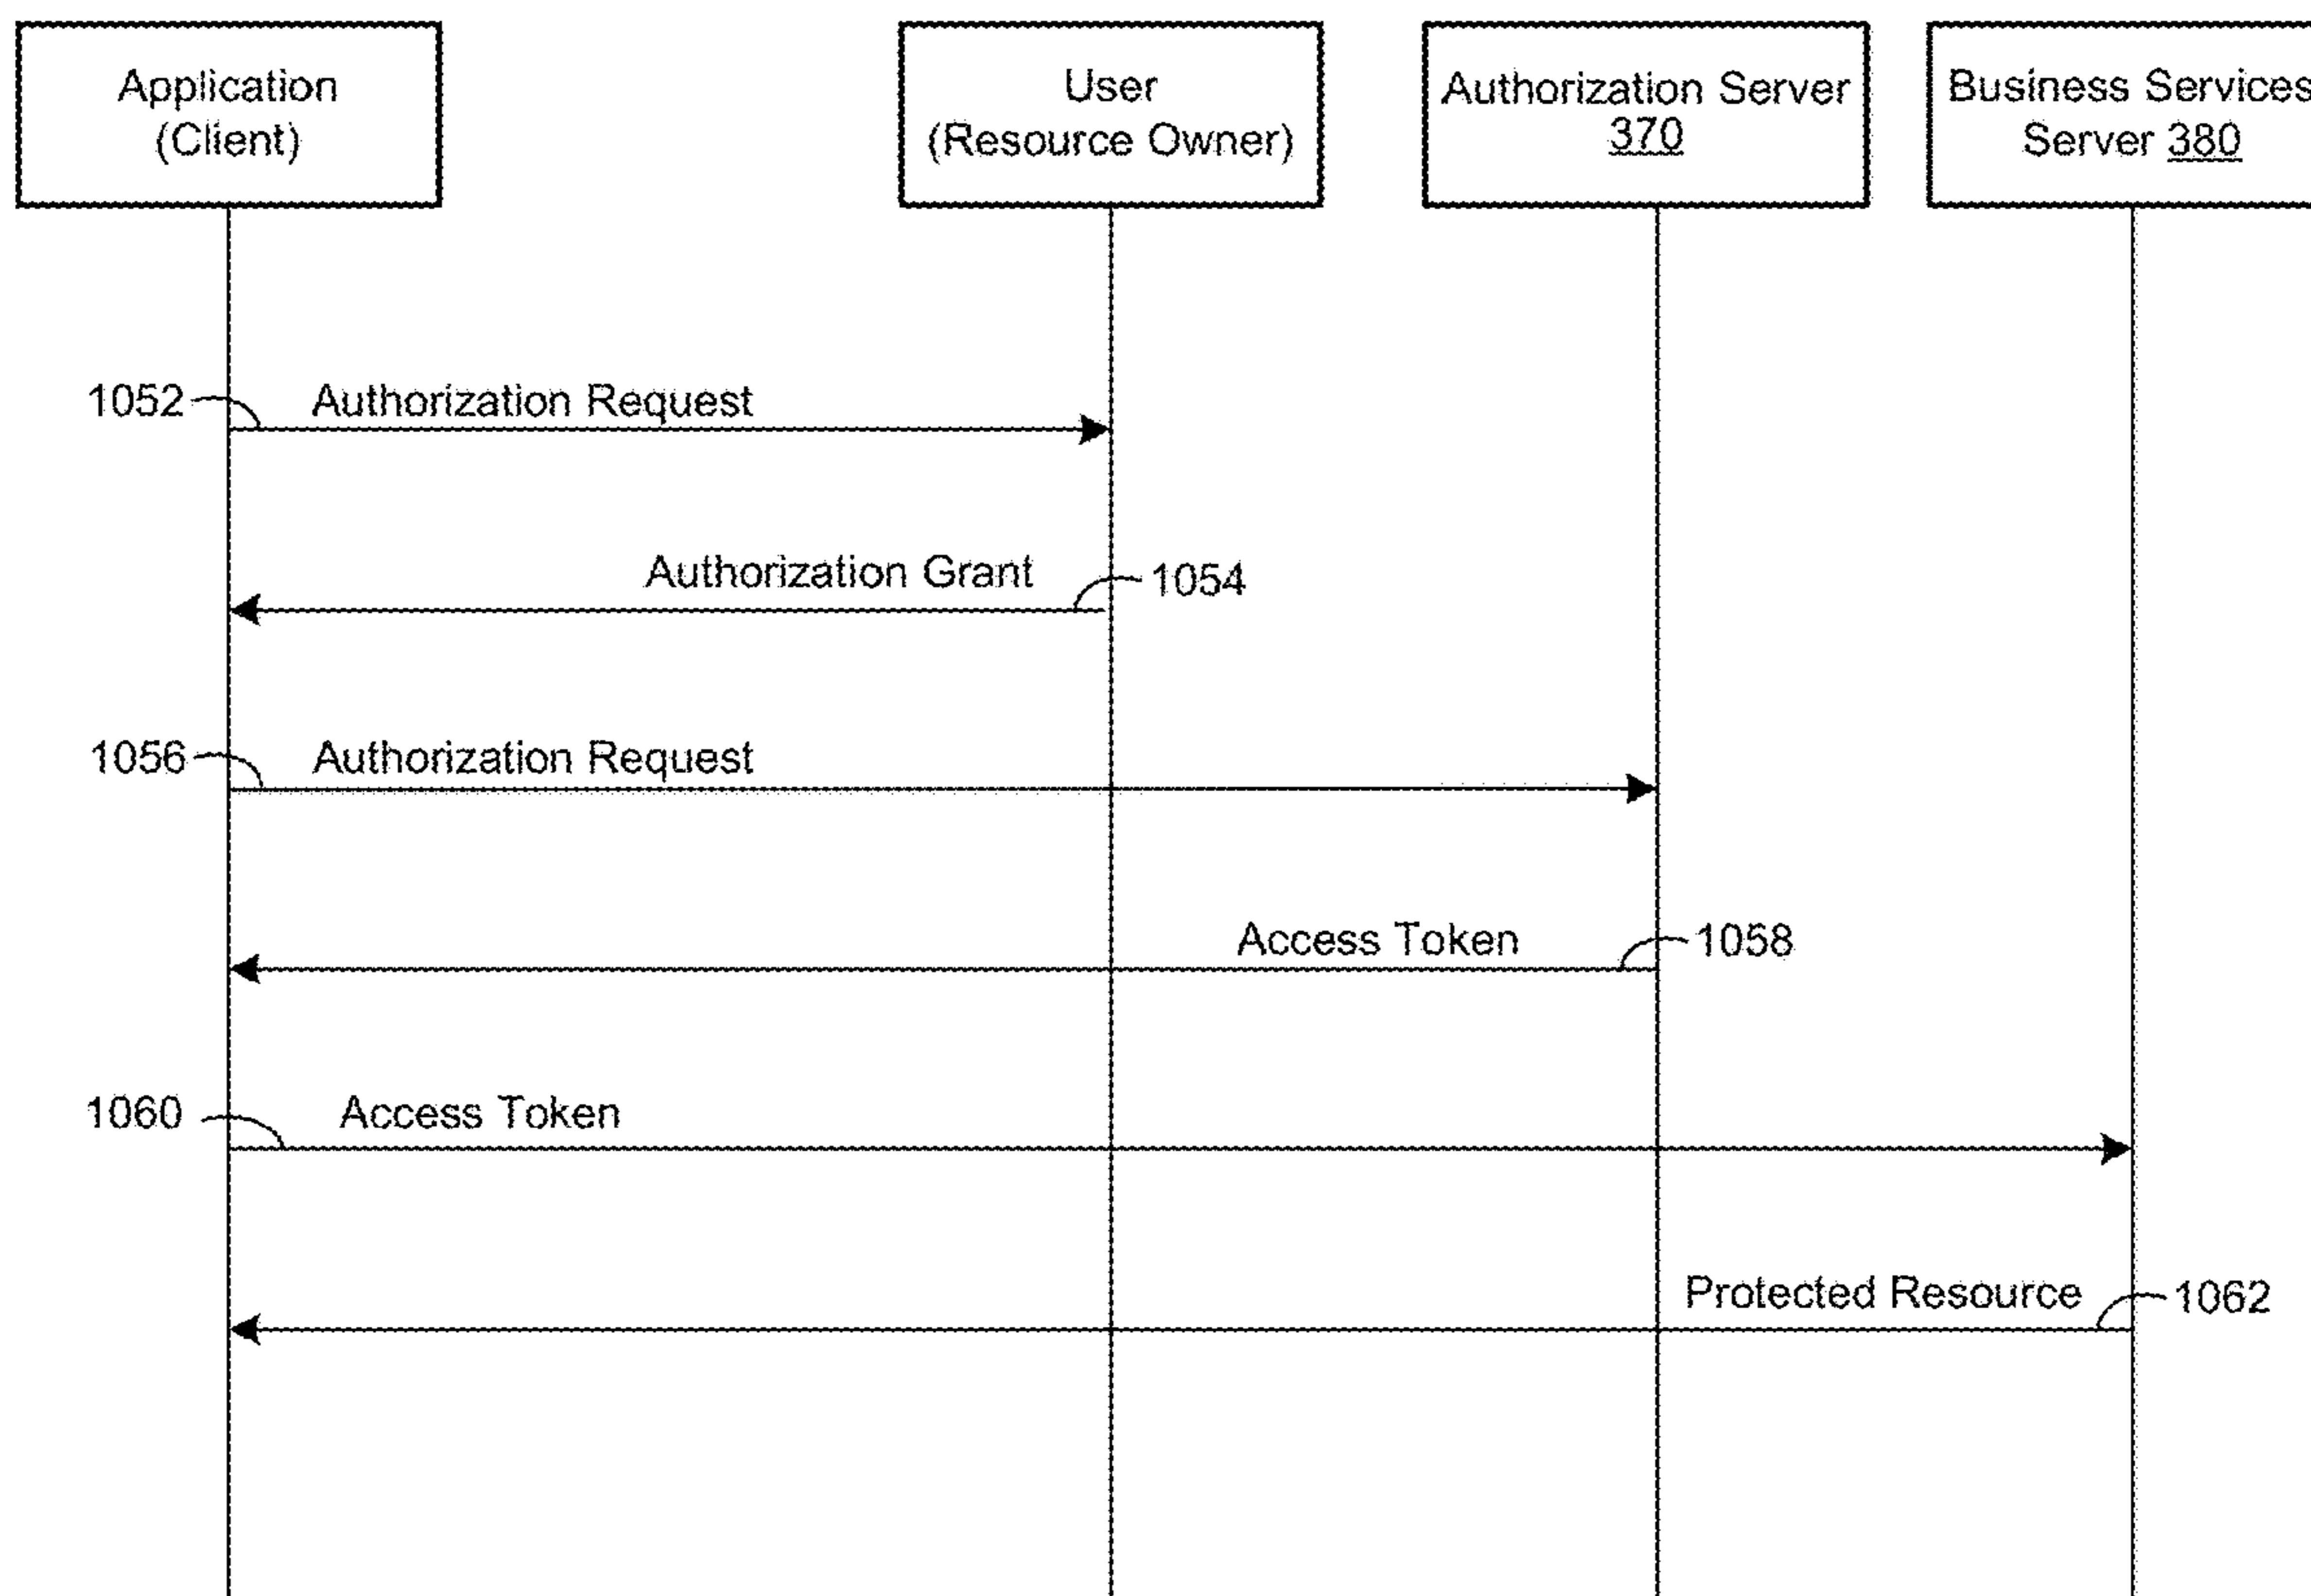 Application
(Client)
User
(Resource Owner)
Authorization Server
370
Business Services
Server 380
1052 Authorization Request
Authorization Grant 1054
1056 Authorization Request
Access Token 1058
1060 Access Token
Protected Resource 1062